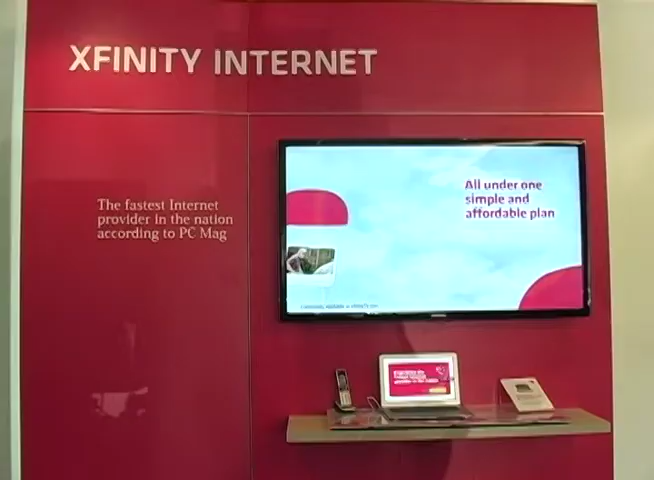 XFINITY INTERNET
The fastest Internet
provider in the nation
according to PC Mag
All under one
simple and
affordable plan